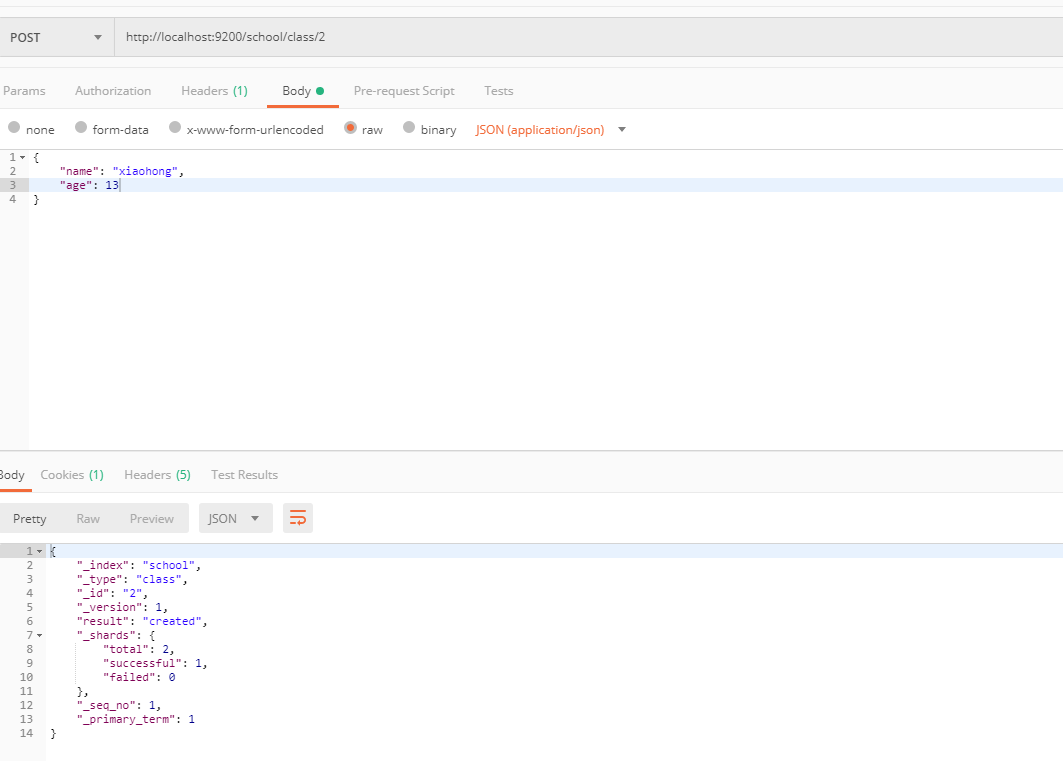 POST http://localhost:9200/school/class/2
Params Authorization Headers (1) Body Pre-request Script Tests
none form-data x-www-form-urlencoded raw binary JSON (application/json)
1 {
2 "name": "xiaohong",
3 "age": 13
4 }
Body Cookies (1) Headers (5) Test Results
Pretty Raw Preview JSON
1 {
2 "_index": "school",
3 "_type": "class",
4 "_id": "2",
5 "_version": 1,
6 "result": "created",
7 "_shards": {
8 "total": 2,
9 "successful": 1,
10 "failed": 0
11 },
12 "_seq_no": 1,
13 "_primary_term": 1
14 }